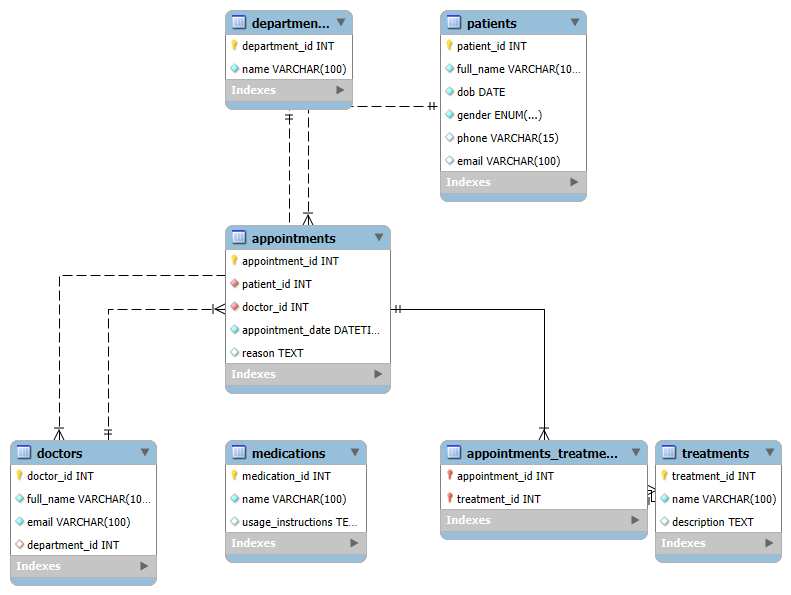 departmen...
department_id INT
name VARCHAR(100)
Indexes
patients
patient_id INT
full_name VARCHAR(10...
dob DATE
gender ENUM(...)
phone VARCHAR(15)
email VARCHAR(100)
Indexes
appointments
appointment_id INT
patient_id INT
doctor_id INT
appointment_date DATETI...
reason TEXT
Indexes
doctors
doctor_id INT
full_name VARCHAR(10...
email VARCHAR(100)
department_id INT
Indexes
medications
medication_id INT
name VARCHAR(100)
usage_instructions TE...
Indexes
appointments_treatme...
appointment_id INT
treatment_id INT
Indexes
treatments
treatment_id INT
name VARCHAR(100)
description TEXT
Indexes